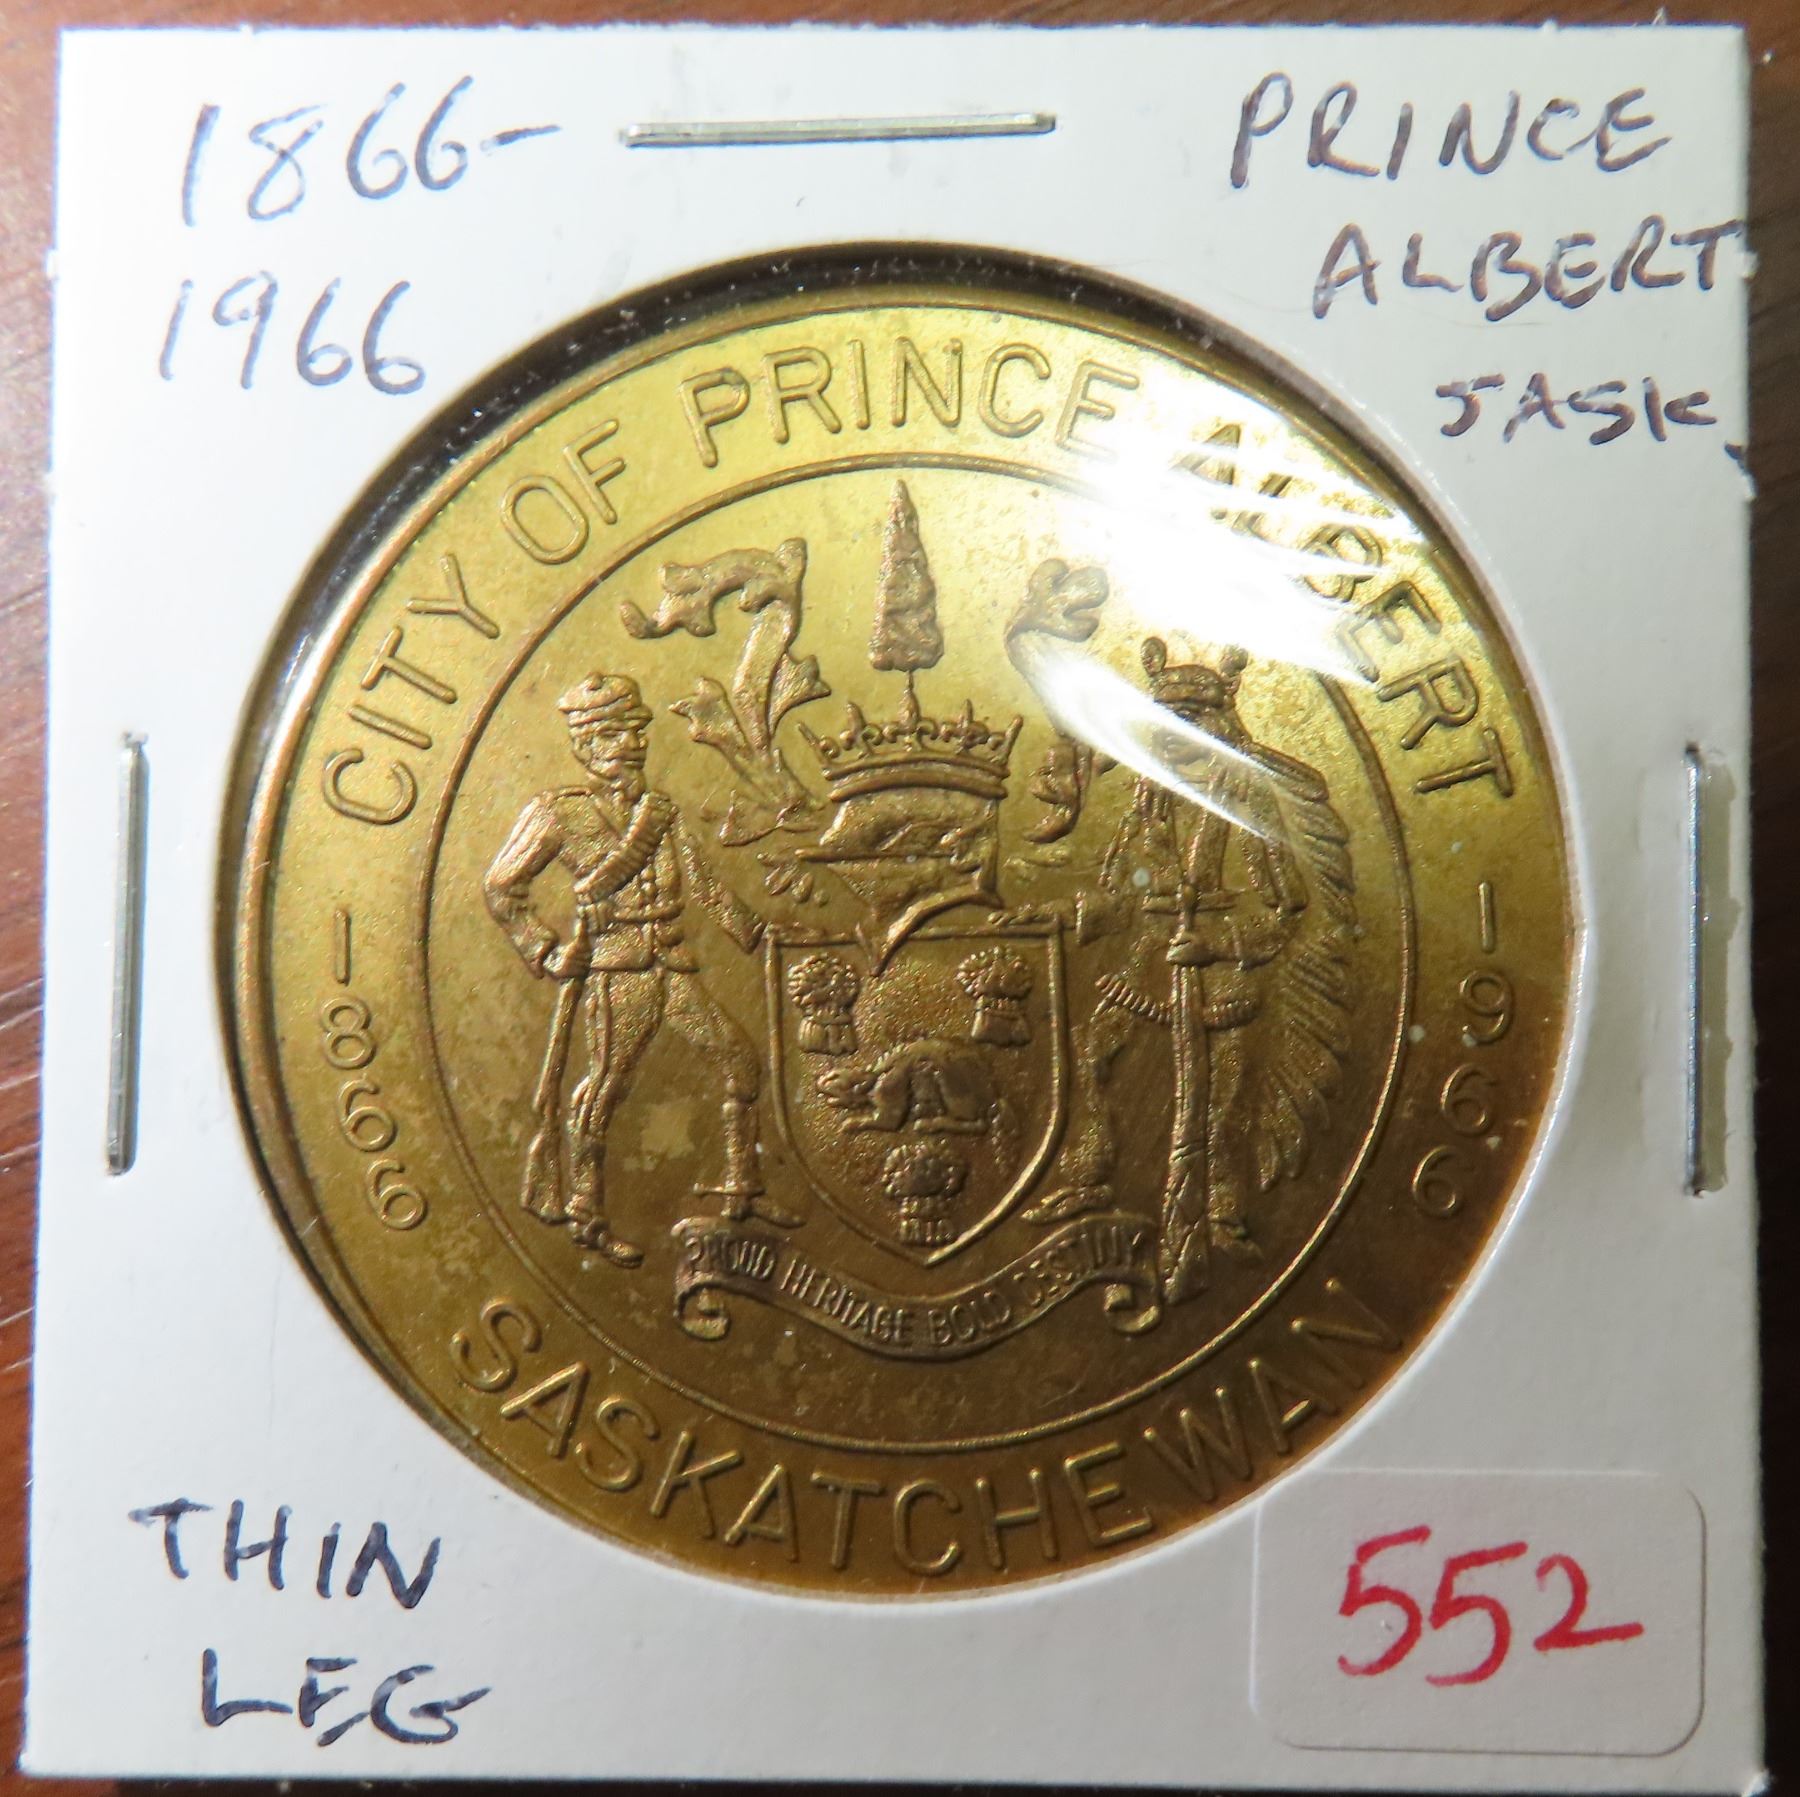 1866-
1966
PRINCE
ALBERT
SASK.
CITY OF PRINCE ALBERT
1866
1966
PROUD HERITAGE BOLD DESTINY
SASKATCHEWAN
THIN
LEG
552